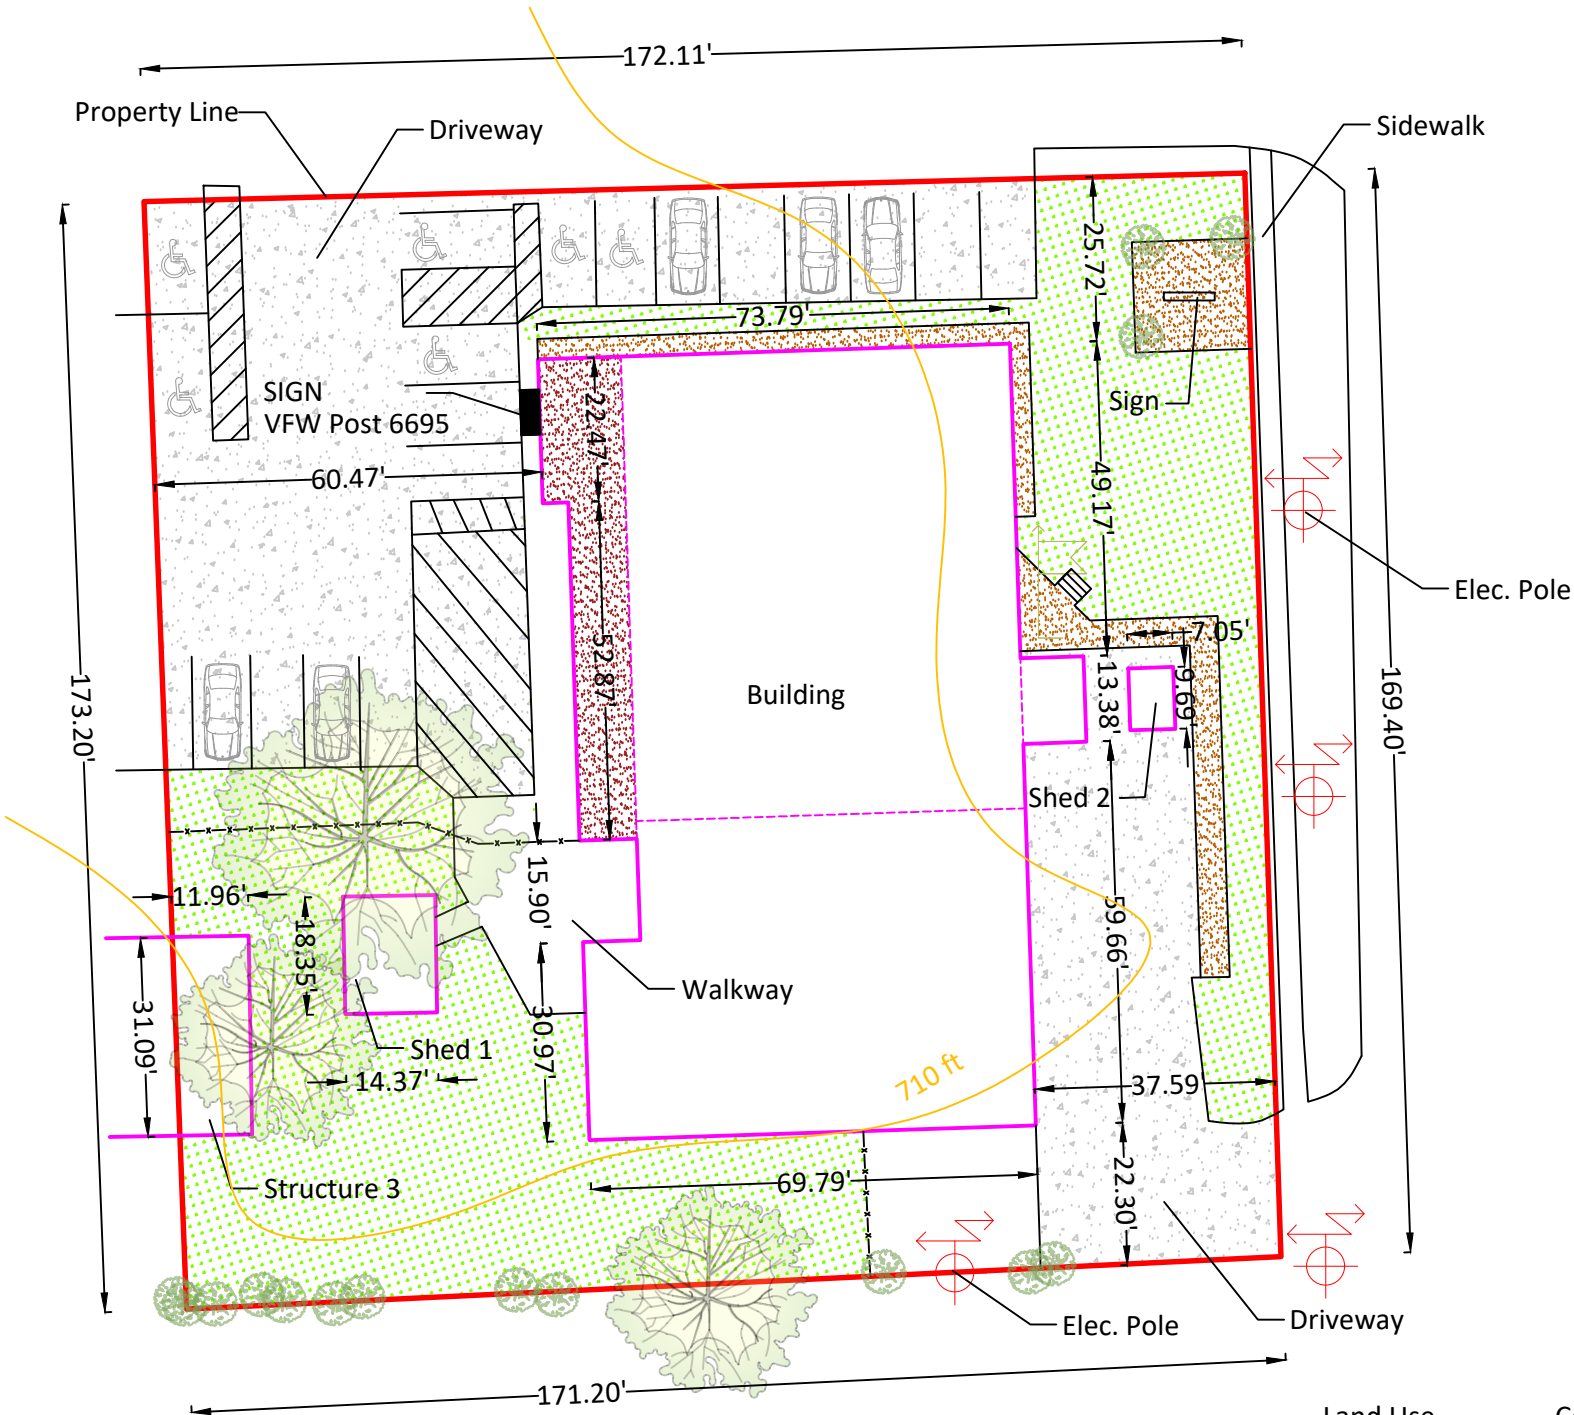 172.11'
Property Line
Driveway
Sidewalk
25.72'
73.79'
SIGN
VFW Post 6695
22.47'
Sign
60.47'
49.17'
Elec. Pole
7.05'
52.87'
Building
13.38'
9.69'
173.20'
169.40'
Shed 2
15.90'
11.96'
18.35'
59.66'
Walkway
31.09'
30.97'
Shed 1
14.37'
710 ft
37.59
Structure 3
69.79'
22.30'
Elec. Pole
Driveway
171.20'
Land Use